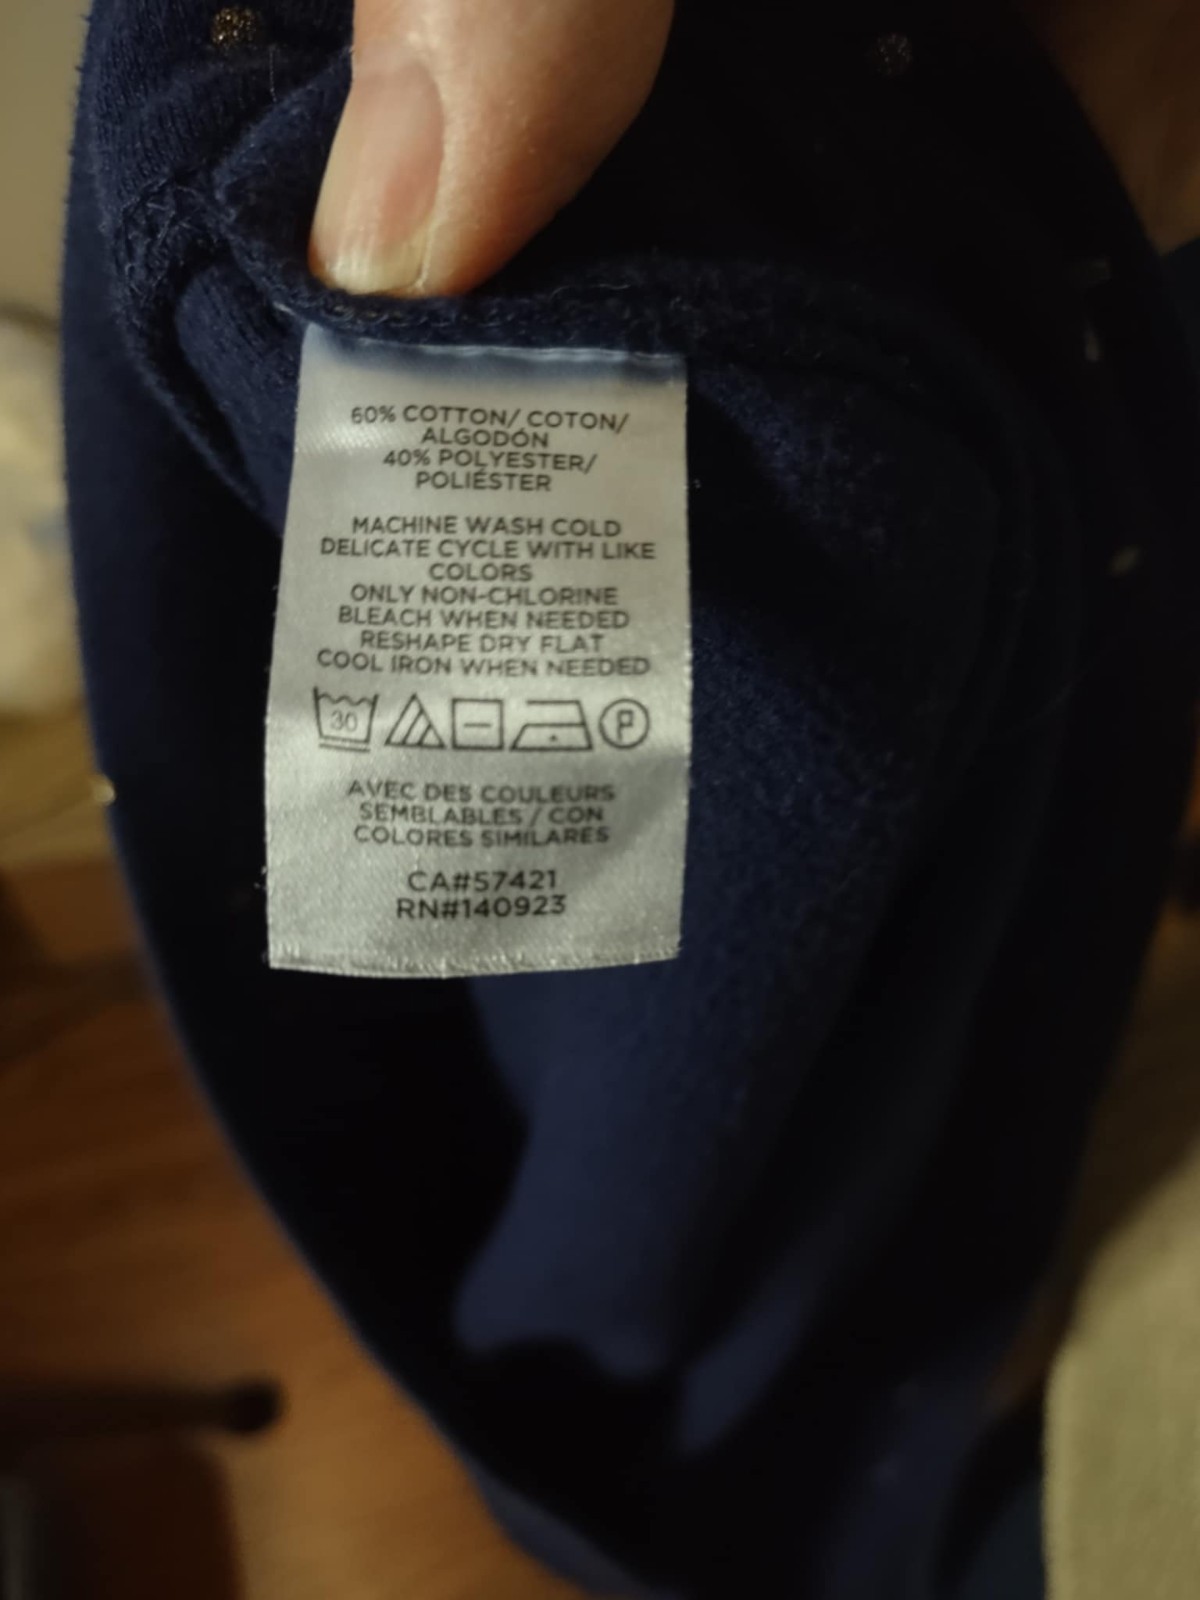 60% COTTON/ COTON/
ALGODÓN
40% POLYESTER/
POLIÉSTER
MACHINE WASH COLD
DELICATE CYCLE WITH LIKE
COLORS
ONLY NON-CHLORINE
BLEACH WHEN NEEDED
RESHAPE DRY FLAT
COOL IRON WHEN NEEDED
30 P
AVEC DES COULEURS
SEMBLABLES / CON
COLORES SIMILARES
CA#57421
RN#140923